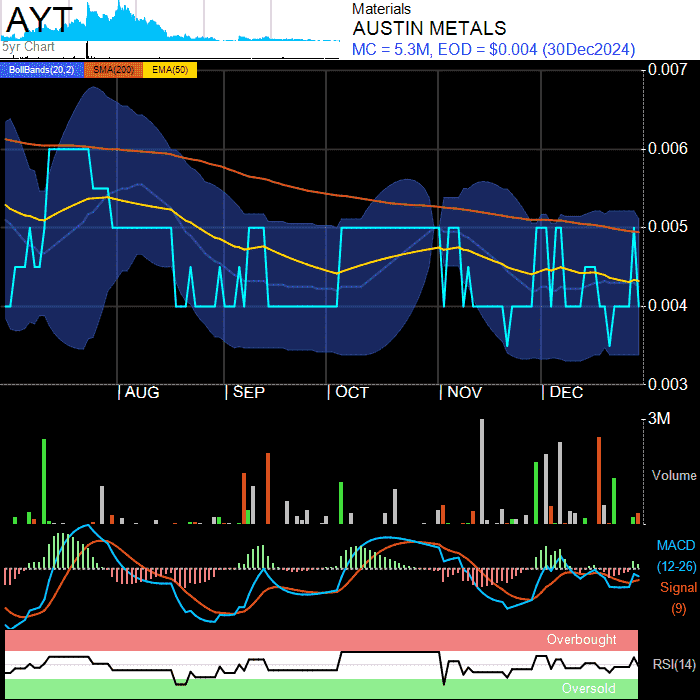 AYT
5yr Chart
Materials
AUSTIN METALS
MC = 5.3M, EOD = $0.004 (30Dec2024)
BollBands(20,2) SMA(200) EMA(50)
0.007
0.006
0.005
0.004
0.003
AUG SEP OCT NOV DEC
3M
Volume
MACD
(12-26)
Signal
(9)
Overbought
RSI(14)
Oversold